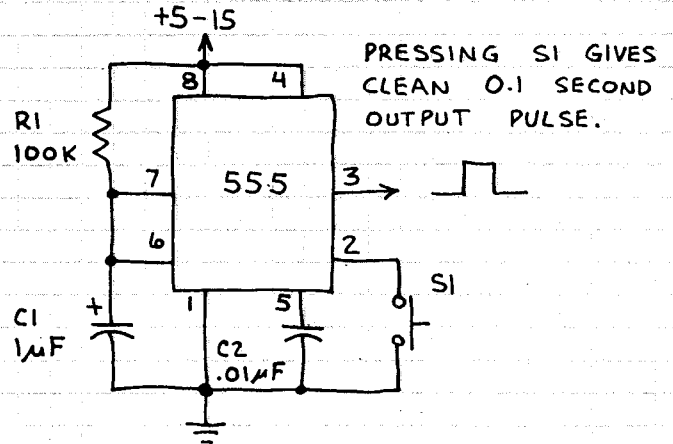 +5-15
PRESSING S1 GIVES
CLEAN 0.1 SECOND
OUTPUT PULSE.
8 4
R1
100K
7 555 3
6 2
S1
1 5
+
C1
1µF
C2
.01µF